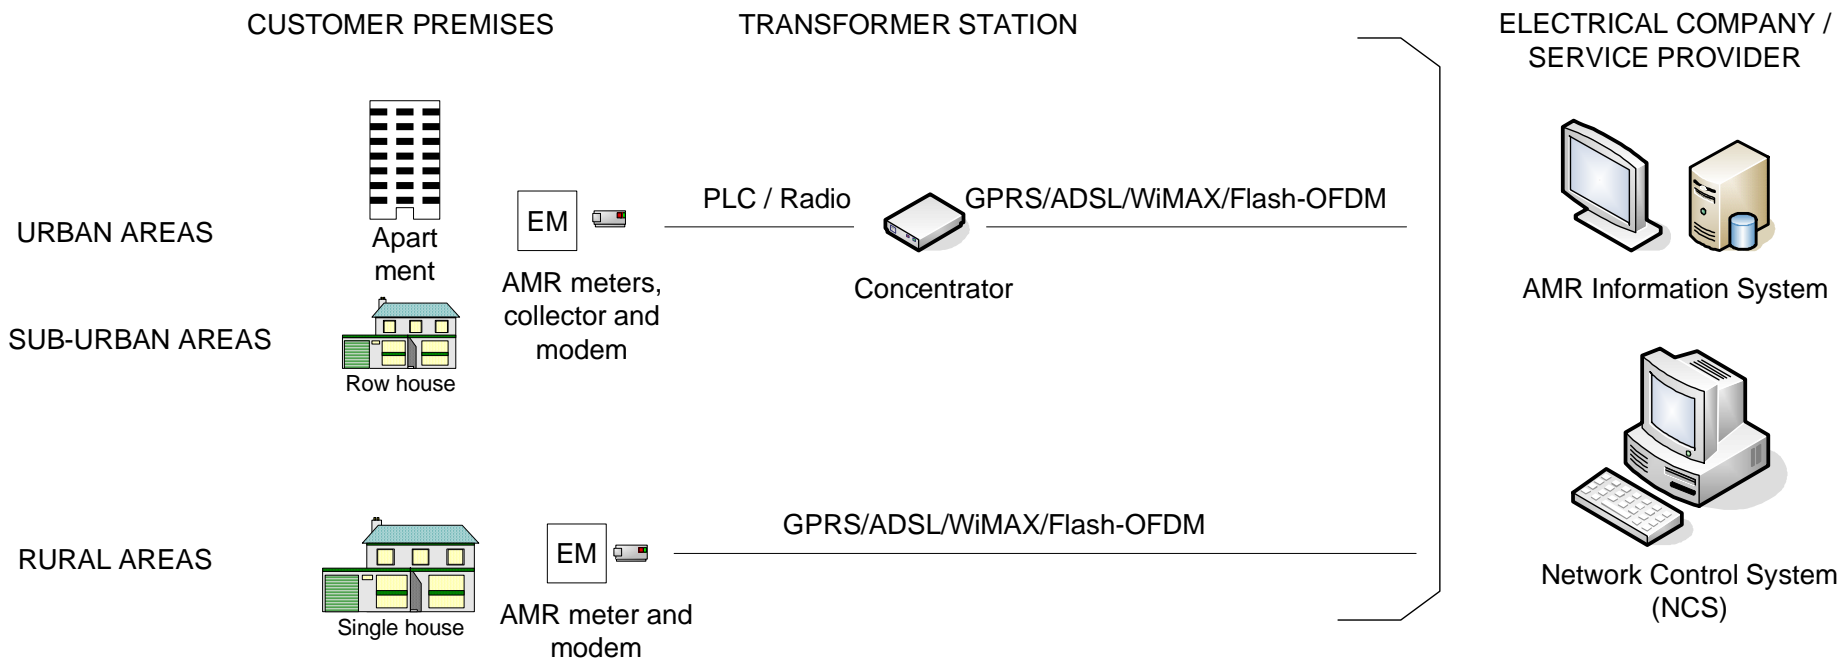 CUSTOMER PREMISES
TRANSFORMER STATION
ELECTRICAL COMPANY /
SERVICE PROVIDER
URBAN AREAS
Apart
ment
EM
AMR meters,
collector and
modem
PLC / Radio
Concentrator
GPRS/ADSL/WiMAX/Flash-OFDM
AMR Information System
SUB-URBAN AREAS
Row house
RURAL AREAS
Single house
EM
AMR meter and
modem
GPRS/ADSL/WiMAX/Flash-OFDM
Network Control System
(NCS)